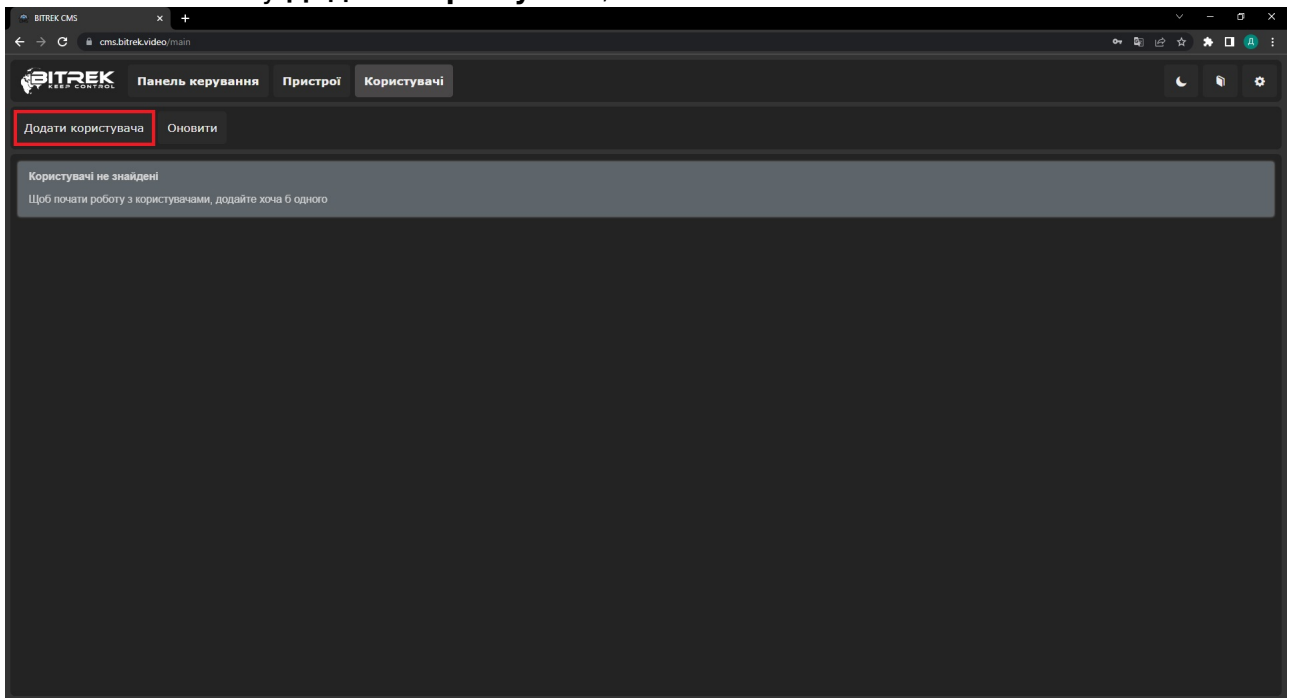 BITREK CMS
cms.bitrek.video/main
BITREK Панель керування Пристрої Користувачі
KEEP CONTROL
Додати користувача Оновити
Користувачі не знайдені
Щоб почати роботу з користувачами, додайте хоча б одного